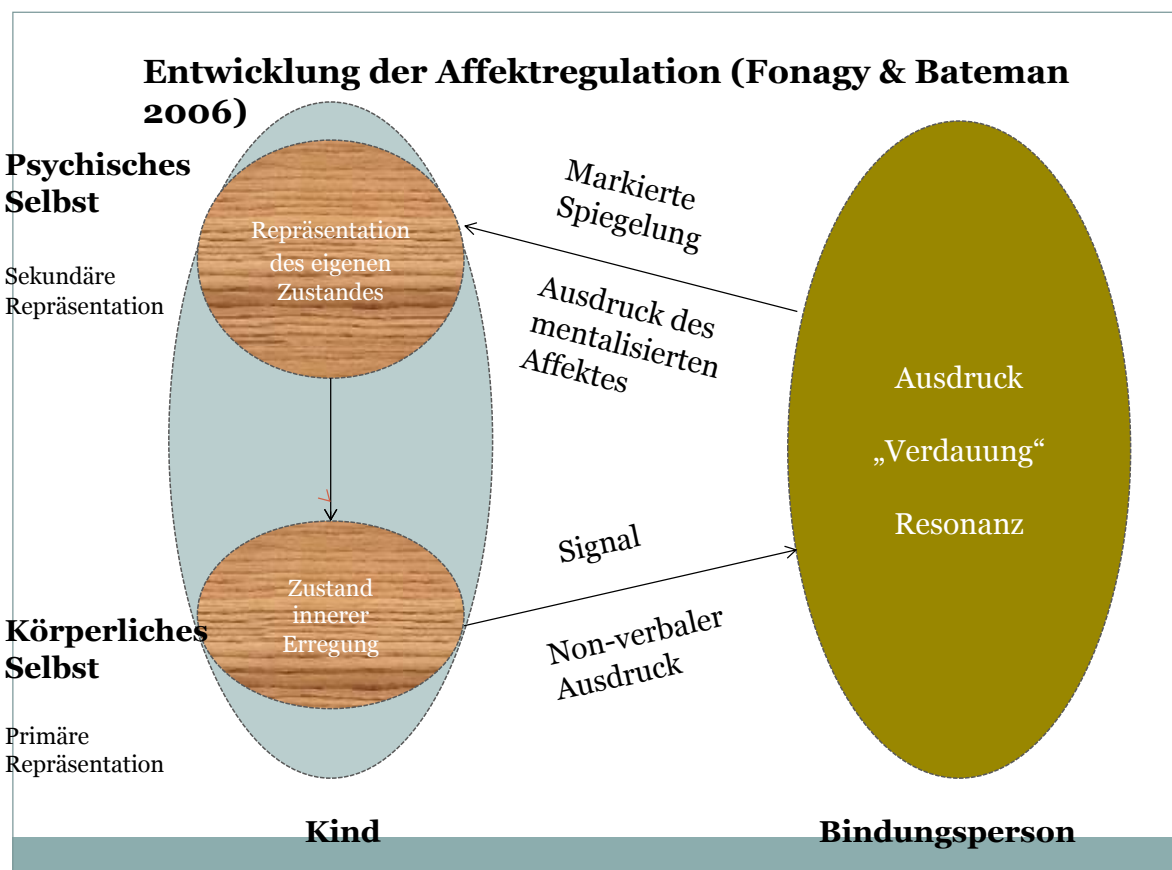 Entwicklung der Affektregulation (Fonagy & Bateman
2006)
Psychisches
Selbst
Sekundäre
Repräsentation
Repräsentation
des eigenen
Zustandes
Markierte
Spiegelung
Ausdruck des
mentalisierten
Affektes
Ausdruck
„Verdauung“
Resonanz
Signal
Non-verbaler
Ausdruck
Zustand
innerer
Erregung
Körperliches
Selbst
Primäre
Repräsentation
Kind
Bindungsperson